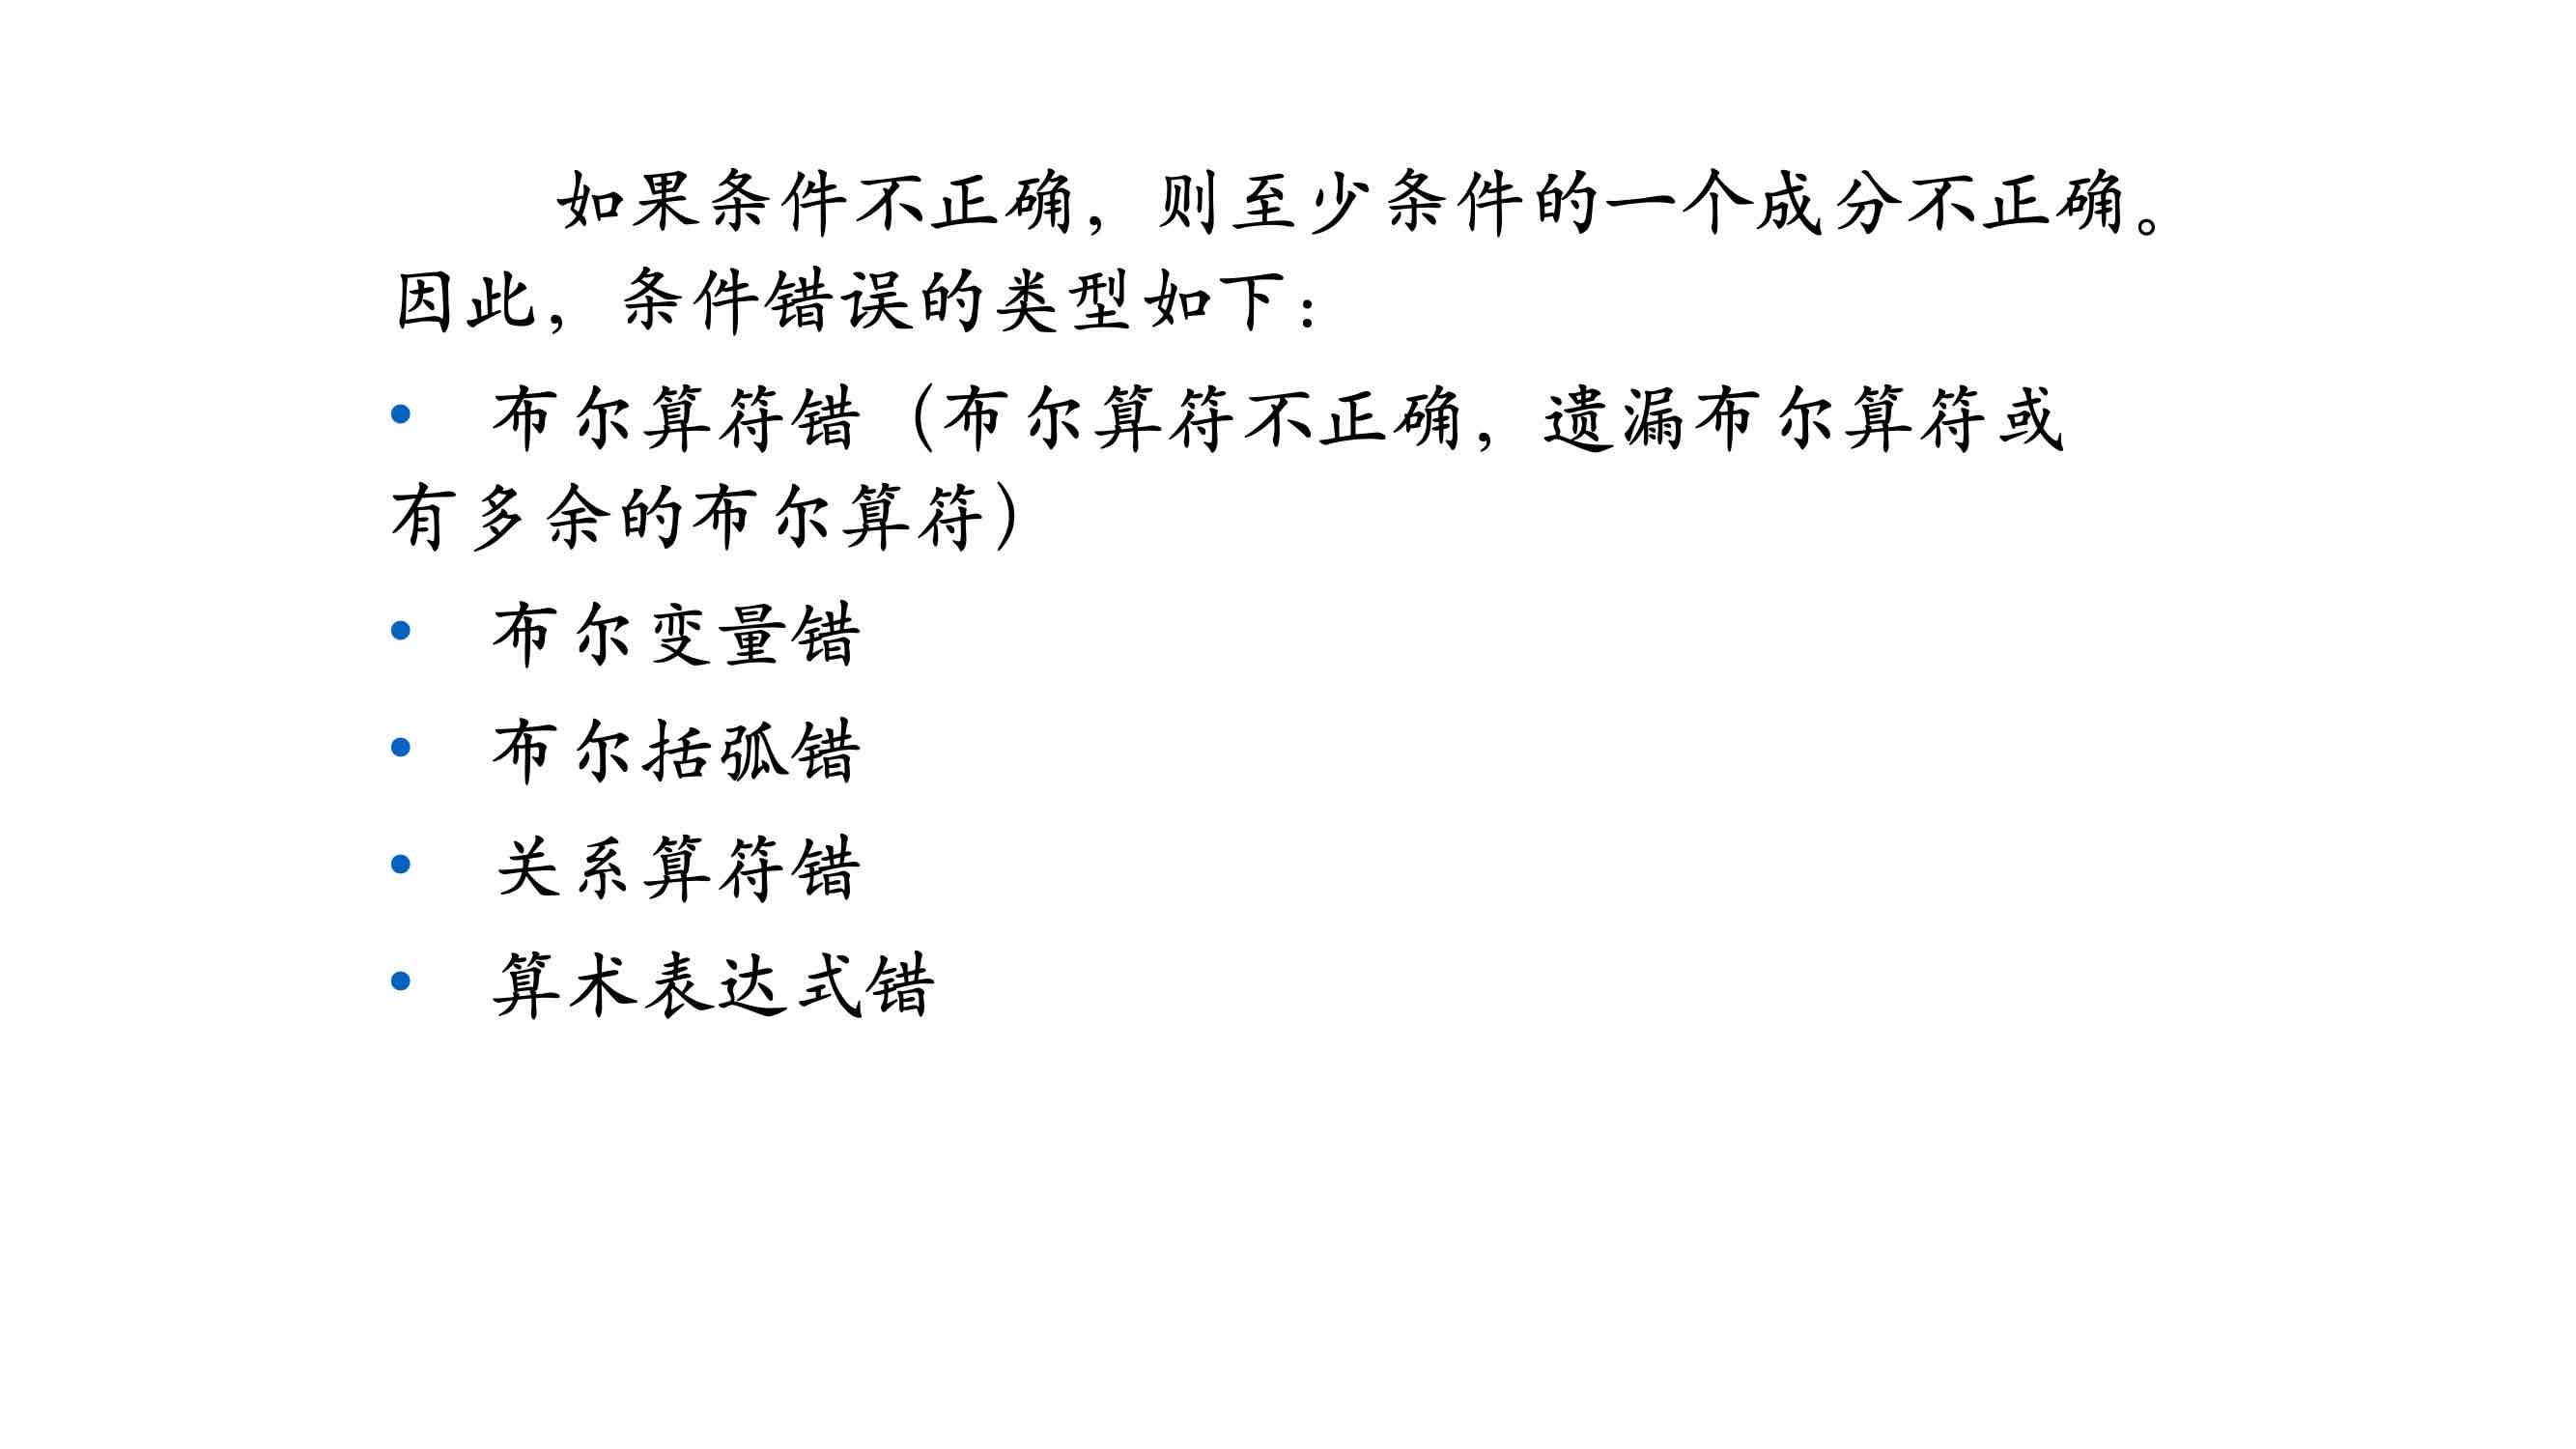 如果条件不正确，则至少条件的一个成分不正确。
因此，条件错误的类型如下：
• 布尔算符错（布尔算符不正确，遗漏布尔算符或
有多余的布尔算符）
• 布尔变量错
• 布尔括弧错
• 关系算符错
• 算术表达式错